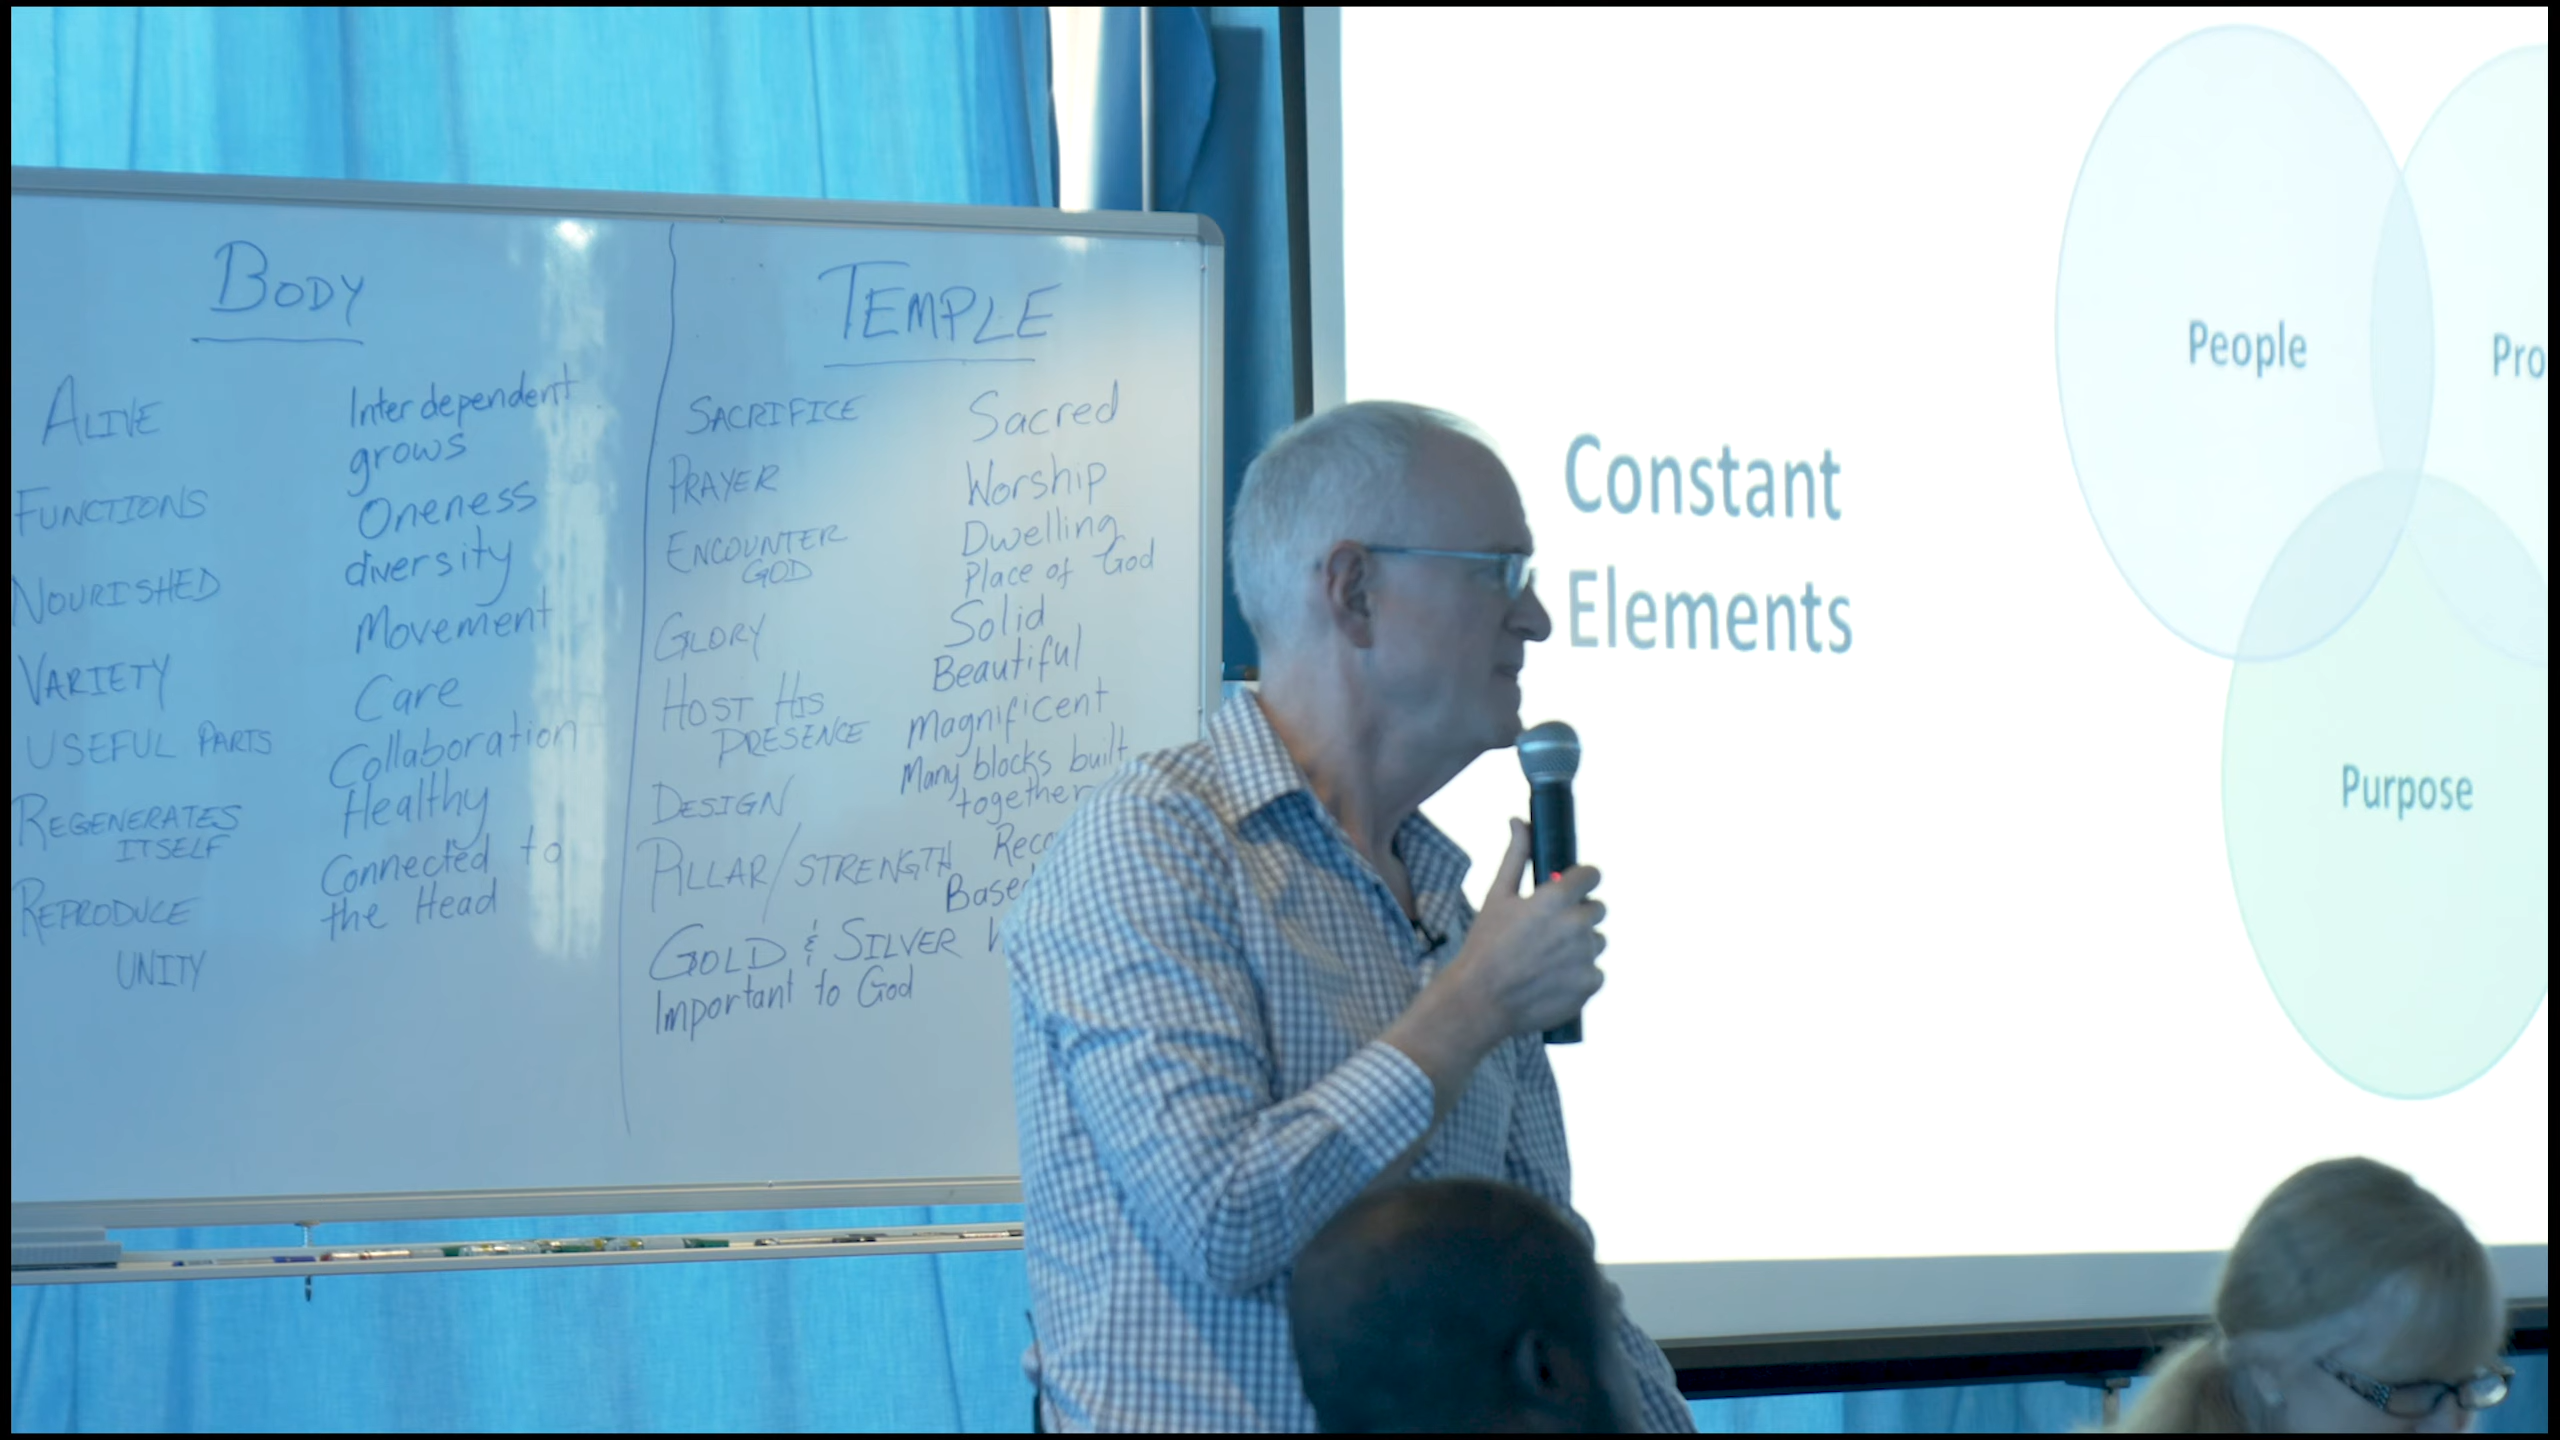 BODY
ALIVE
FUNCTIONS
NOURISHED
VARIETY
USEFUL PARTS
REGENERATES
ITSELF
REPRODUCE
UNITY
Interdependent
grows
Oneness
diversity
Movement
Care
Collaboration
Healthy
Connected to
the Head
TEMPLE
SACRIFICE
PRAYER
ENCOUNTER
GOD
GLORY
HOST HIS
PRESENCE
DESIGN
PILLAR/STRENGTH
GOLD & SILVER
Important to God
Sacred
Worship
Dwelling
Place of God
Solid
Beautiful
Magnificent
Many blocks built
together
Constant
Elements
People
Pro
Purpose